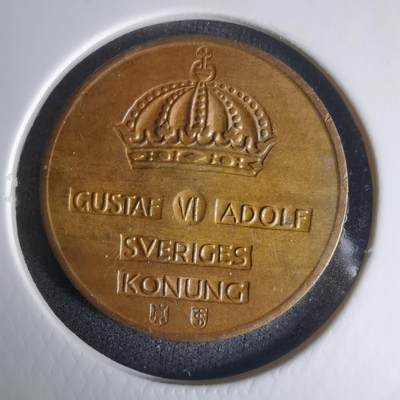 GUSTAF VI ADOLF
SVERIGES
KONUNG